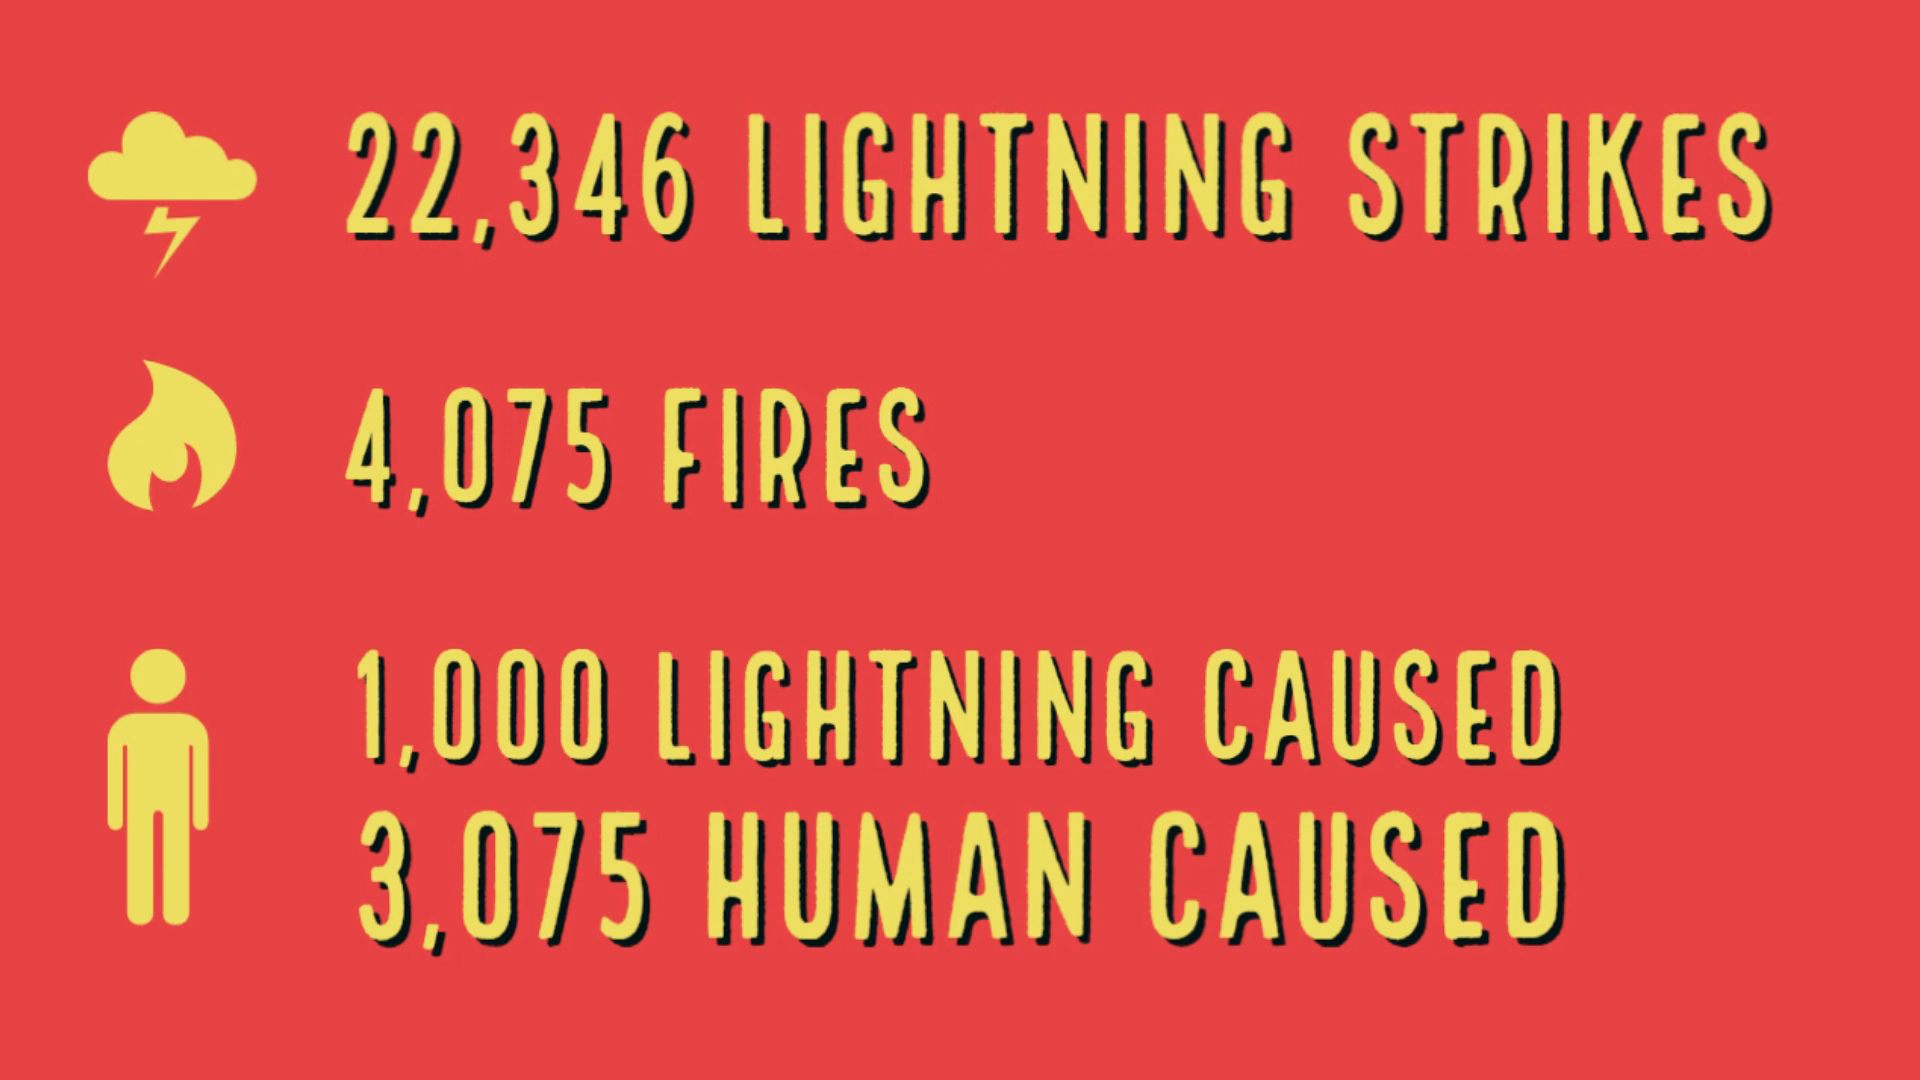 22,346 LIGHTNING STRIKES
4,075 FIRES
1,000 LIGHTNING CAUSED
3,075 HUMAN CAUSED